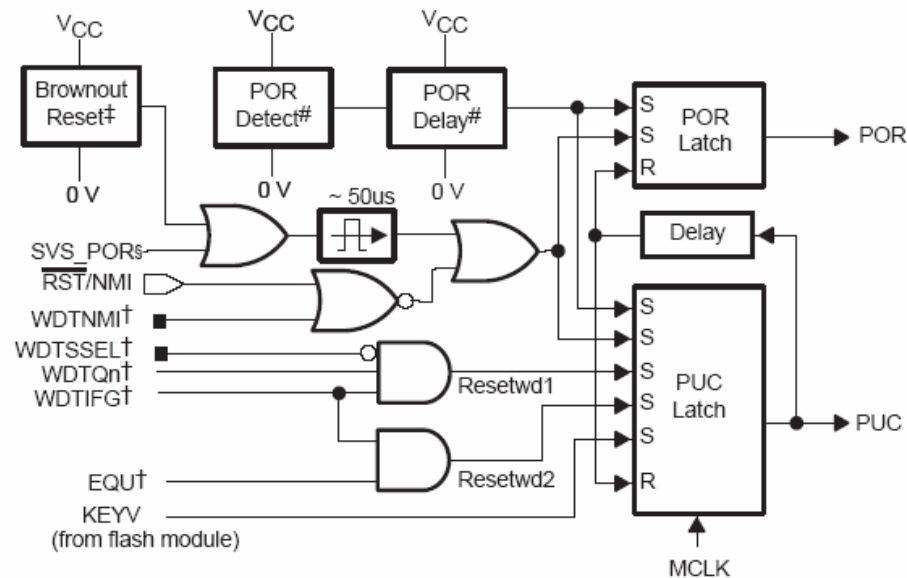 VCC VCC VCC
Brownout Reset‡
POR Detect#
POR Delay#
S
S
R
POR Latch
POR
0 V 0 V 0 V
~ 50us
Delay
SVS_POR§
RST/NMI
WDTNMI†
WDTSSEL†
WDTQn†
WDTIFG†
Resetwd1
S
S
S
S
S
R
PUC Latch
PUC
EQU†
Resetwd2
KEYV
(from flash module)
MCLK